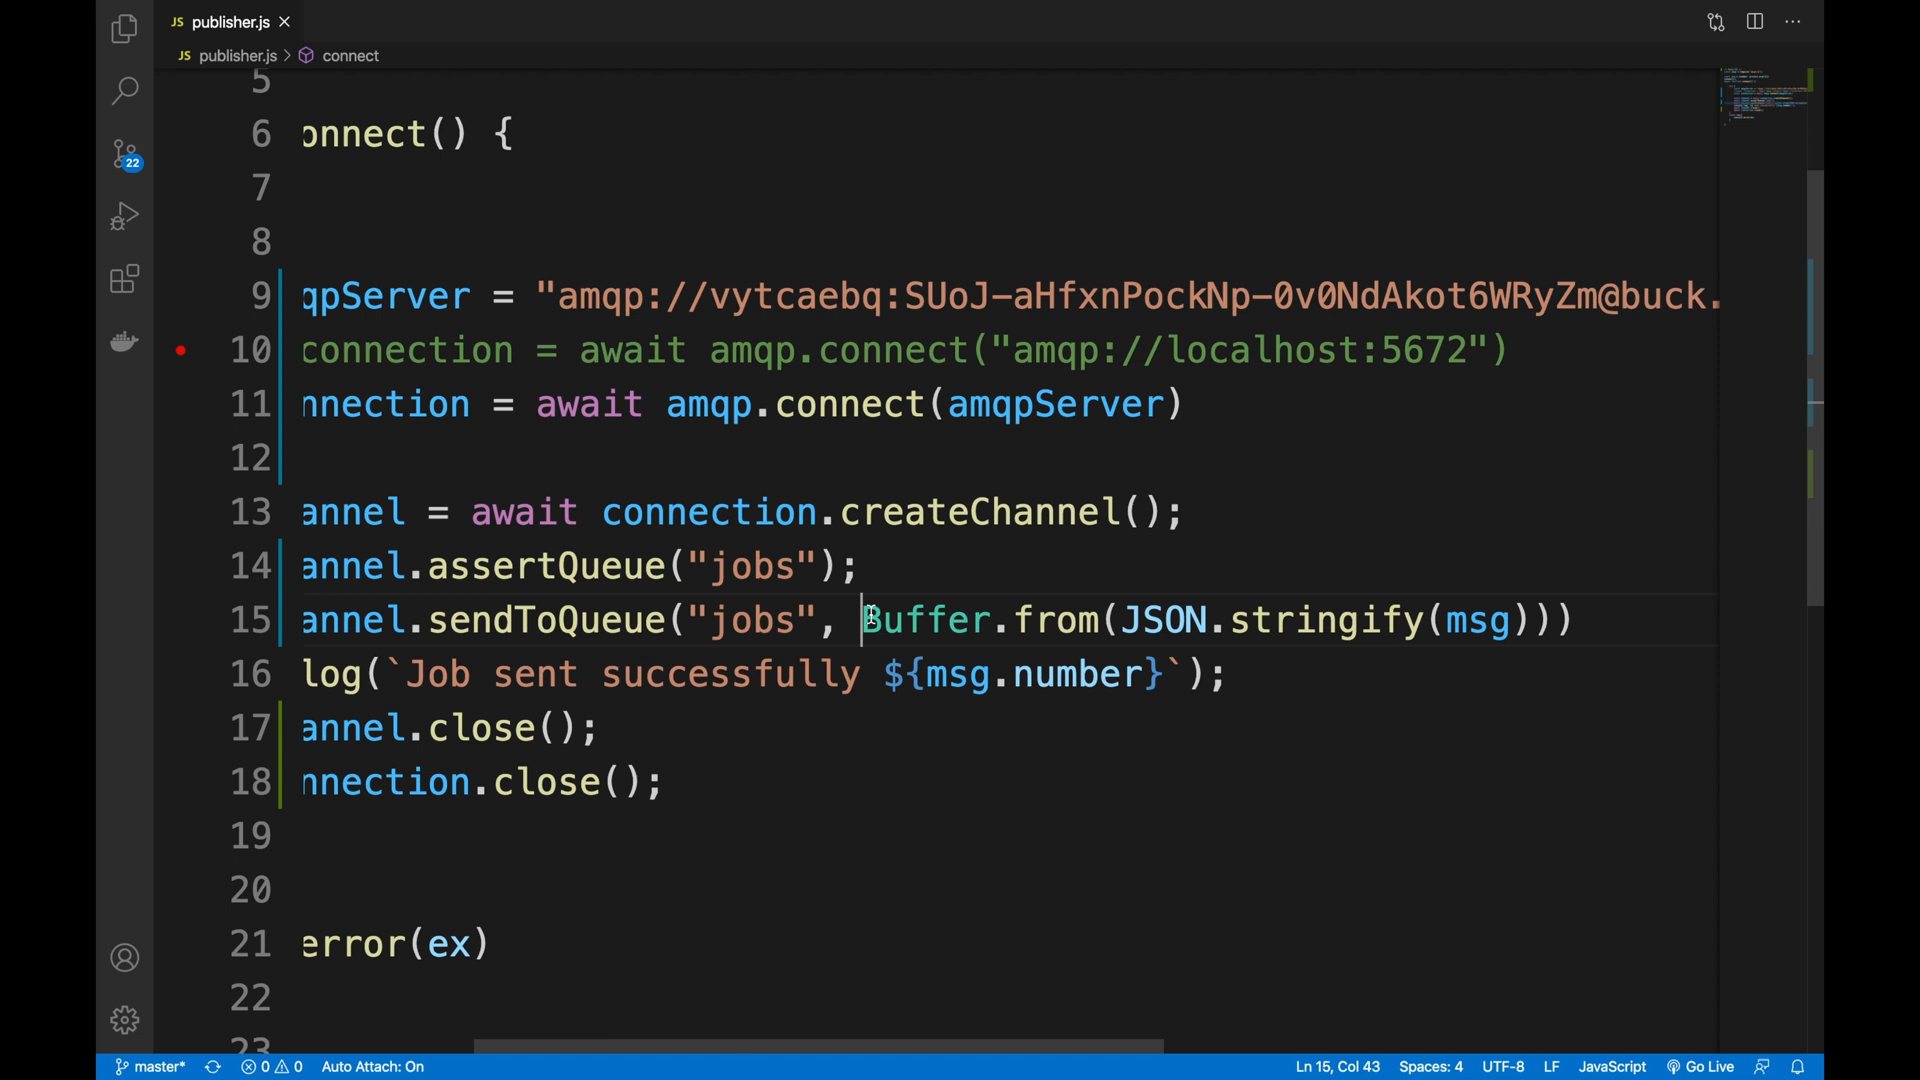 JS publisher.js
JS publisher.js > connect
5
6 onnect() {
7
8
9 qpServer = "amqp://vytcaebq:SUoJ-aHfxnPockNp-0v0NdAkot6WRyZm@buck.
10 connection = await amqp.connect("amqp://localhost:5672")
11 nnection = await amqp.connect(amqpServer)
12
13 annel = await connection.createChannel();
14 annel.assertQueue("jobs");
15 annel.sendToQueue("jobs", Buffer.from(JSON.stringify(msg)))
16 log(`Job sent successfully ${msg.number}`);
17 annel.close();
18 nnection.close();
19
20
21 error(ex)
22
23
22
master* 0 0 Auto Attach: On Ln 15, Col 43 Spaces: 4 UTF-8 LF JavaScript Go Live